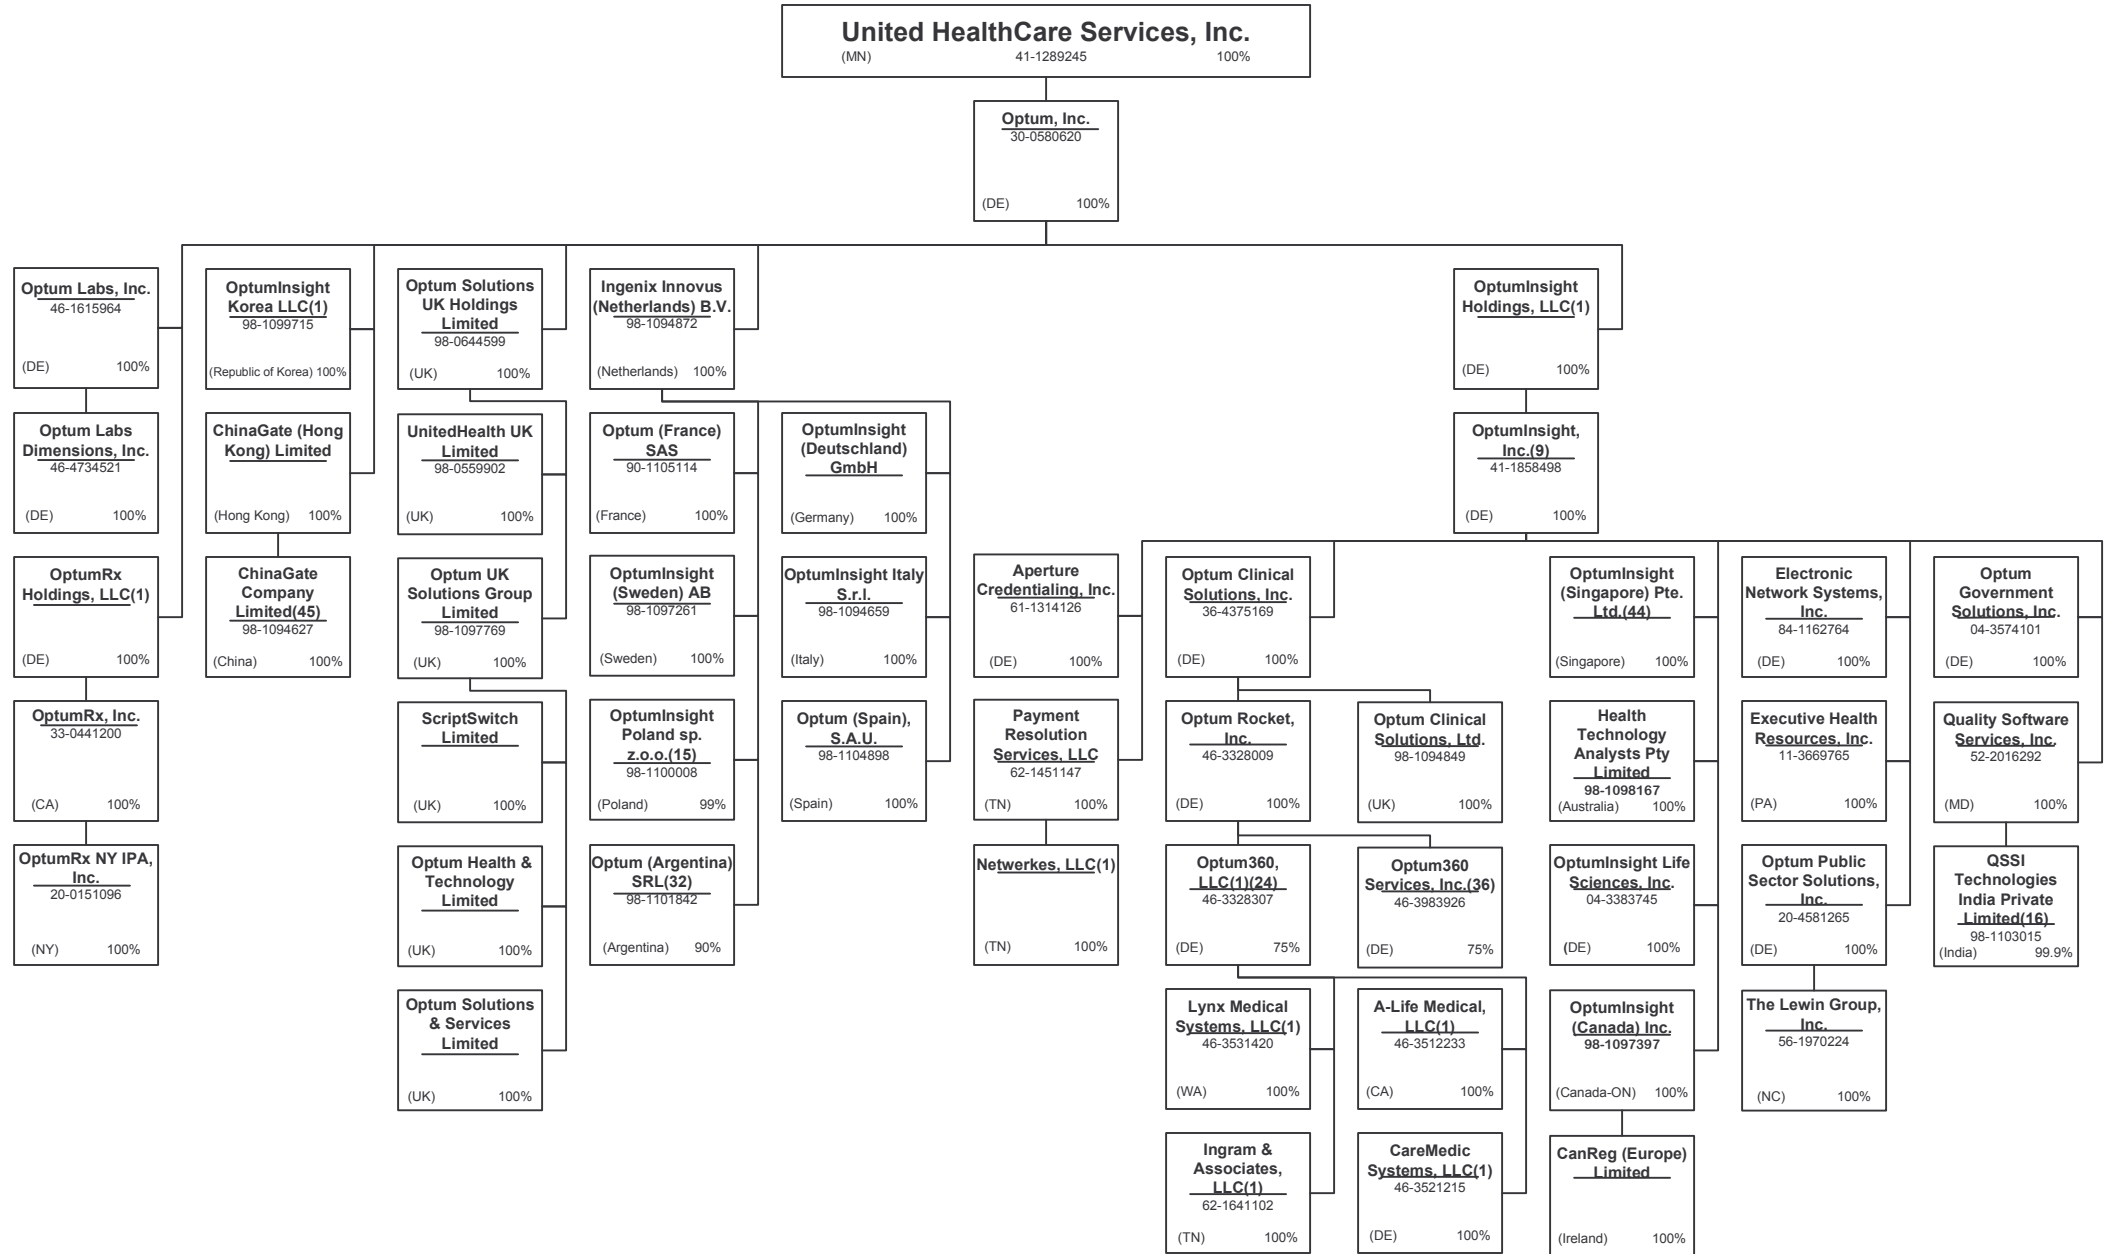 United HealthCare Services, Inc.
(MN) 41-1289245 100%
Optum, Inc.
30-0580620
(DE) 100%
Optum Labs, Inc.
46-1615964
(DE) 100%
OptumInsight
Korea LLC(1)
98-1099715
(Republic of Korea) 100%
Optum Solutions
UK Holdings
Limited
98-0644599
(UK) 100%
Ingenix Innovus
(Netherlands) B.V.
98-1094872
(Netherlands) 100%
OptumInsight
Holdings, LLC(1)
(DE) 100%
Optum Labs
Dimensions, Inc.
46-4734521
(DE) 100%
ChinaGate (Hong
Kong) Limited
(Hong Kong) 100%
UnitedHealth UK
Limited
98-0559902
(UK) 100%
Optum (France)
SAS
90-1105114
(France) 100%
OptumInsight
(Deutschland)
GmbH
(Germany) 100%
OptumInsight,
Inc.(9)
41-1858498
(DE) 100%
OptumRx
Holdings, LLC(1)
(DE) 100%
ChinaGate
Company
Limited(45)
98-1094627
(China) 100%
Optum UK
Solutions Group
Limited
98-1097769
(UK) 100%
OptumInsight
(Sweden) AB
98-1097261
(Sweden) 100%
OptumInsight Italy
S.r.l.
98-1094659
(Italy) 100%
Aperture
Credentialing, Inc.
61-1314126
(DE) 100%
Optum Clinical
Solutions, Inc.
36-4375169
(DE) 100%
OptumInsight
(Singapore) Pte.
Ltd.(44)
(Singapore) 100%
Electronic
Network Systems,
Inc.
84-1162764
(DE) 100%
Optum
Government
Solutions, Inc.
04-3574101
(DE) 100%
OptumRx, Inc.
33-0441200
(CA) 100%
ScriptSwitch
Limited
(UK) 100%
OptumInsight
Poland sp.
z.o.o.(15)
98-1100008
(Poland) 99%
Optum (Spain),
S.A.U.
98-1104898
(Spain) 100%
Payment
Resolution
Services, LLC
62-1451147
(TN) 100%
Optum Rocket,
Inc.
46-3328009
(DE) 100%
Optum Clinical
Solutions, Ltd.
98-1094849
(UK) 100%
Health
Technology
Analysts Pty
Limited
98-1098167
(Australia) 100%
Executive Health
Resources, Inc.
11-3669765
(PA) 100%
Quality Software
Services, Inc.
52-2016292
(MD) 100%
OptumRx NY IPA,
Inc.
20-0151096
(NY) 100%
Optum Health &
Technology
Limited
(UK) 100%
Optum (Argentina)
SRL(32)
98-1101842
(Argentina) 90%
Netwerkes, LLC(1)
(TN) 100%
Optum360,
LLC(1)(24)
46-3328307
(DE) 75%
Optum360
Services, Inc.(36)
46-3983926
(DE) 75%
OptumInsight Life
Sciences, Inc.
04-3383745
(DE) 100%
Optum Public
Sector Solutions,
Inc.
20-4581265
(DE) 100%
QSSI
Technologies
India Private
Limited(16)
98-1103015
(India) 99.9%
Optum Solutions
& Services
Limited
(UK) 100%
Lynx Medical
Systems, LLC(1)
46-3531420
(WA) 100%
A-Life Medical,
LLC(1)
46-3512233
(CA) 100%
OptumInsight
(Canada) Inc.
98-1097397
(Canada-ON) 100%
The Lewin Group,
Inc.
56-1970224
(NC) 100%
Ingram &
Associates,
LLC(1)
62-1641102
(TN) 100%
CareMedic
Systems, LLC(1)
46-3521215
(DE) 100%
CanReg (Europe)
Limited
(Ireland) 100%